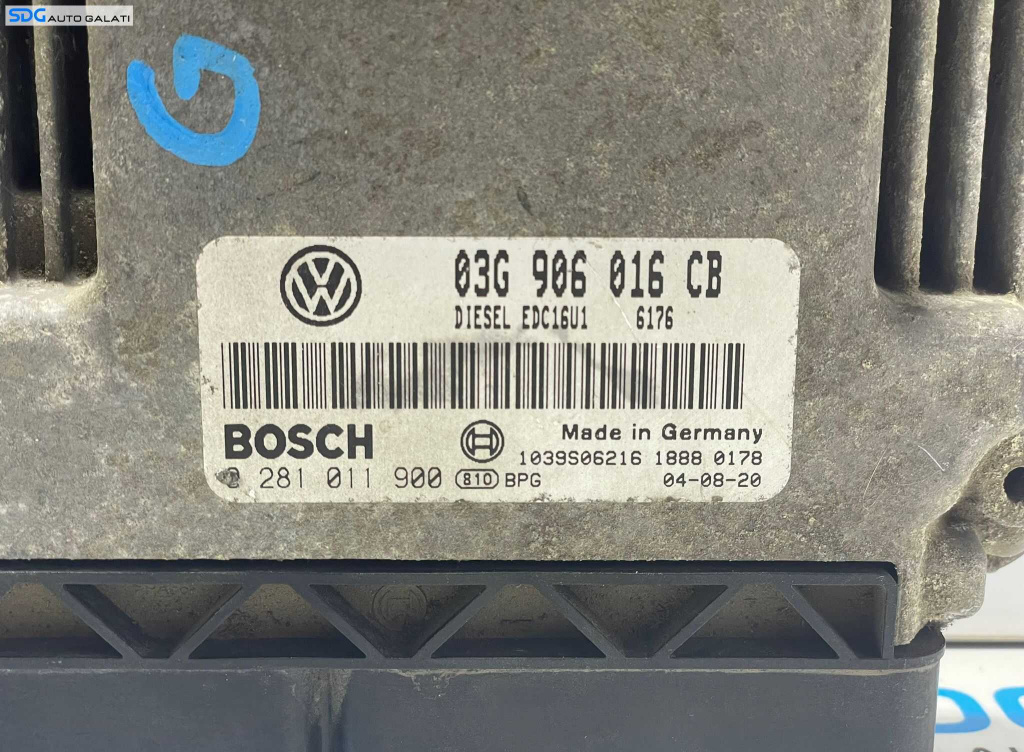 SDG AUTO GALATI
G
03G 906 016 CB
DIESEL EDC16U1 6176
BOSCH
Made in Germany
1039S06216 1888 0178
281 011 900 810 BPG
04-08-20